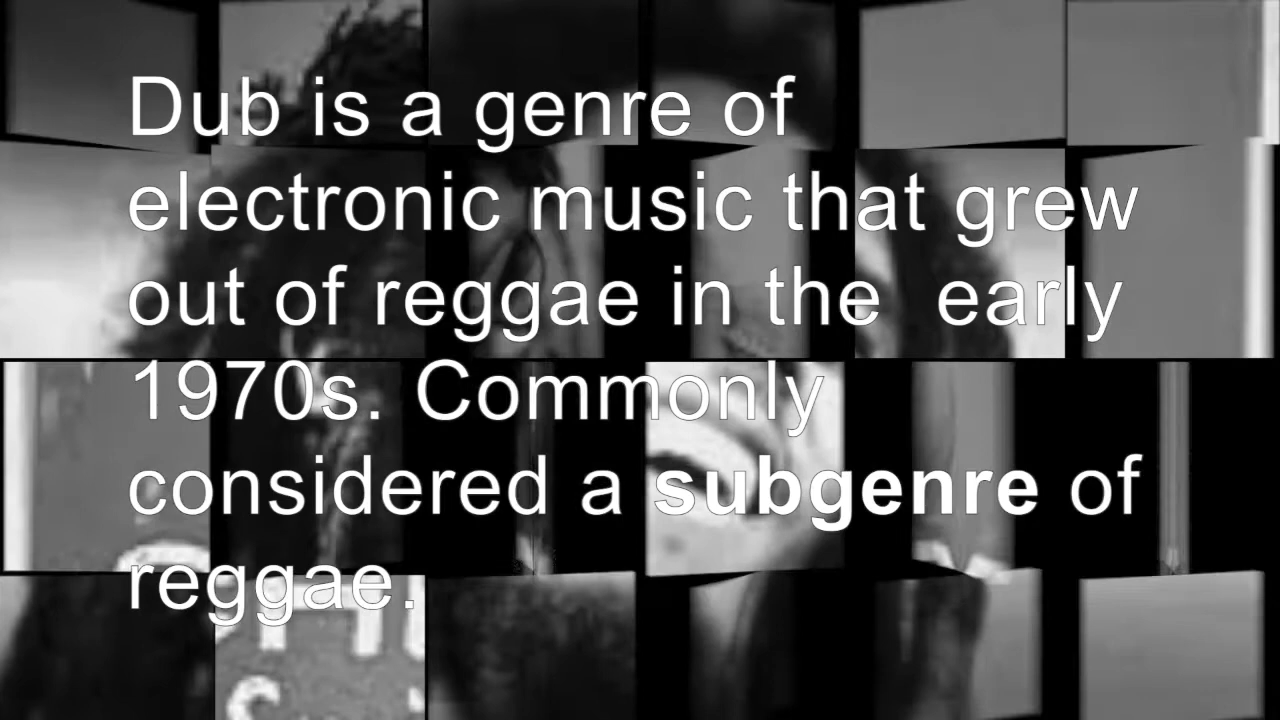 Dub is a genre of
electronic music that grew
out of reggae in the  early
1970s. Commonly
considered a subgenre of
reggae.